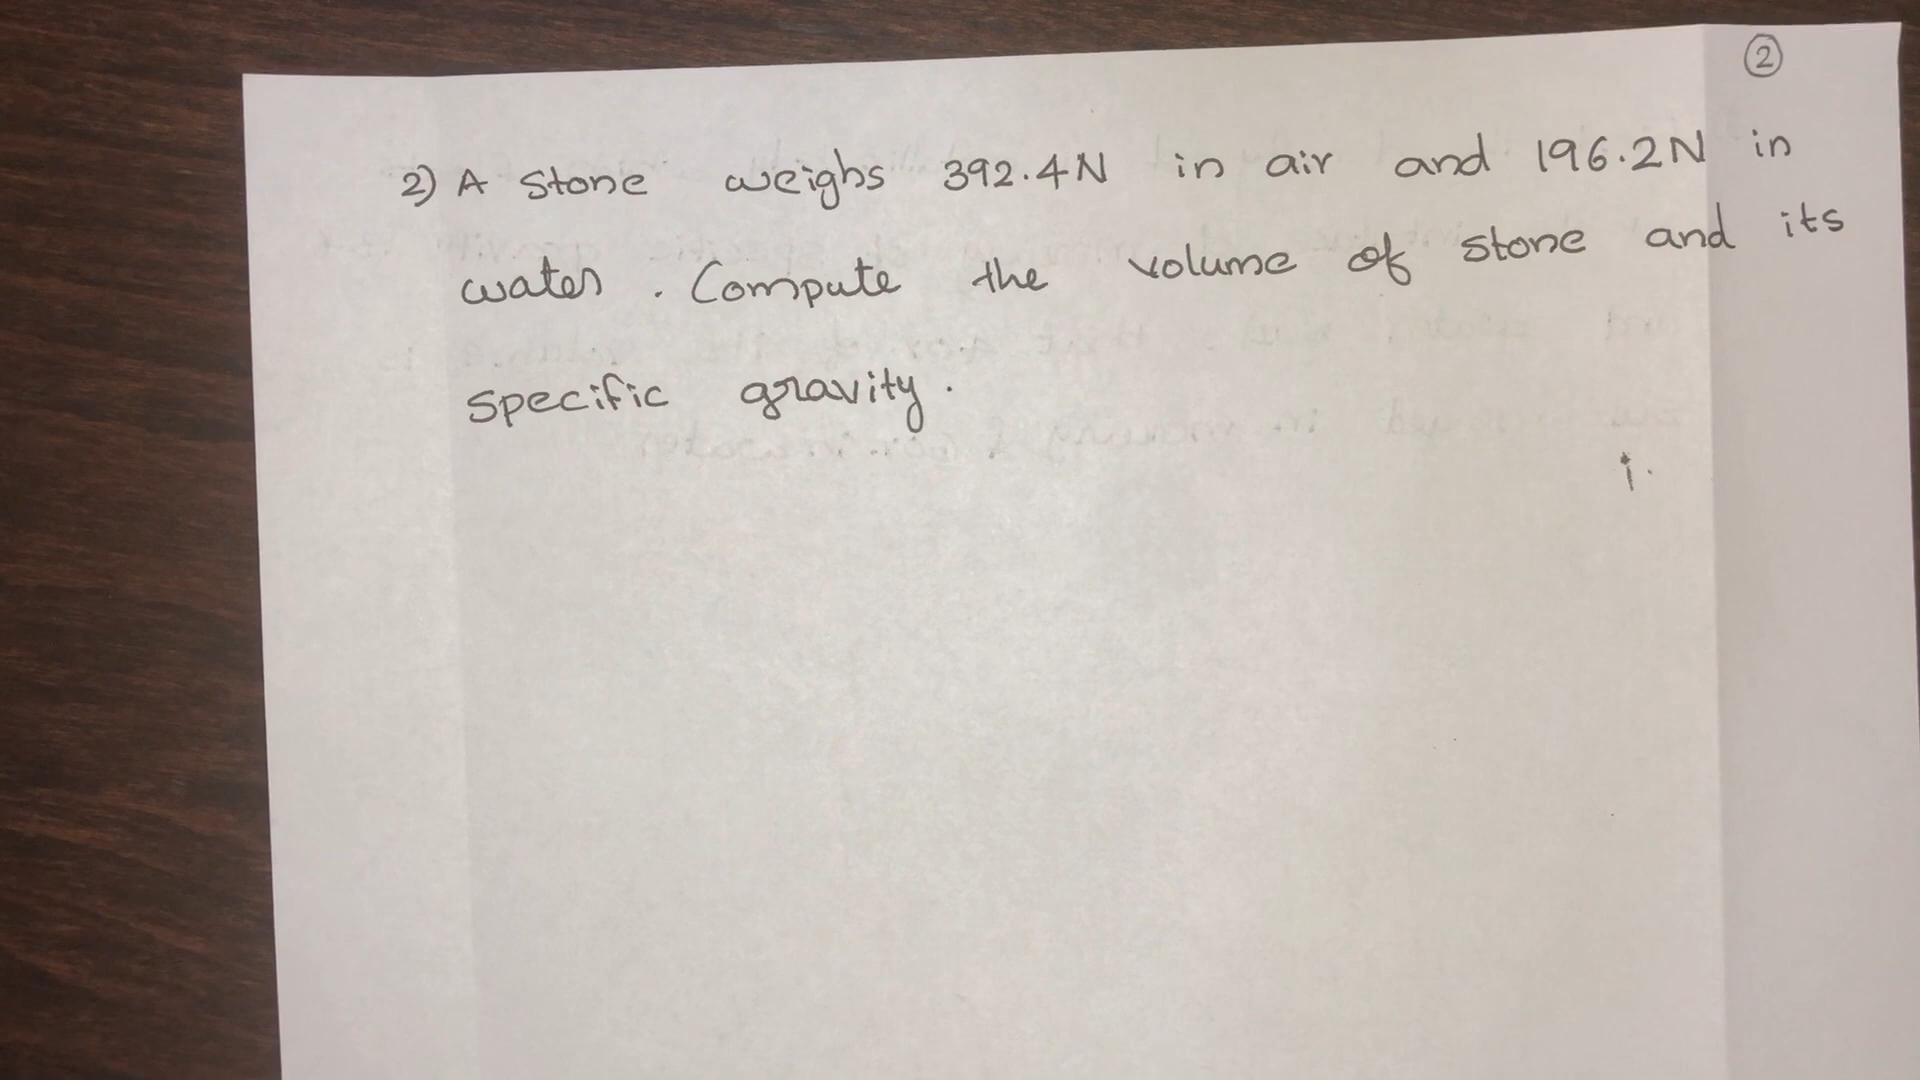 ②
2) A stone weighs 392.4N in air and 196.2N in
water . Compute the volume of stone and its
specific gravity .